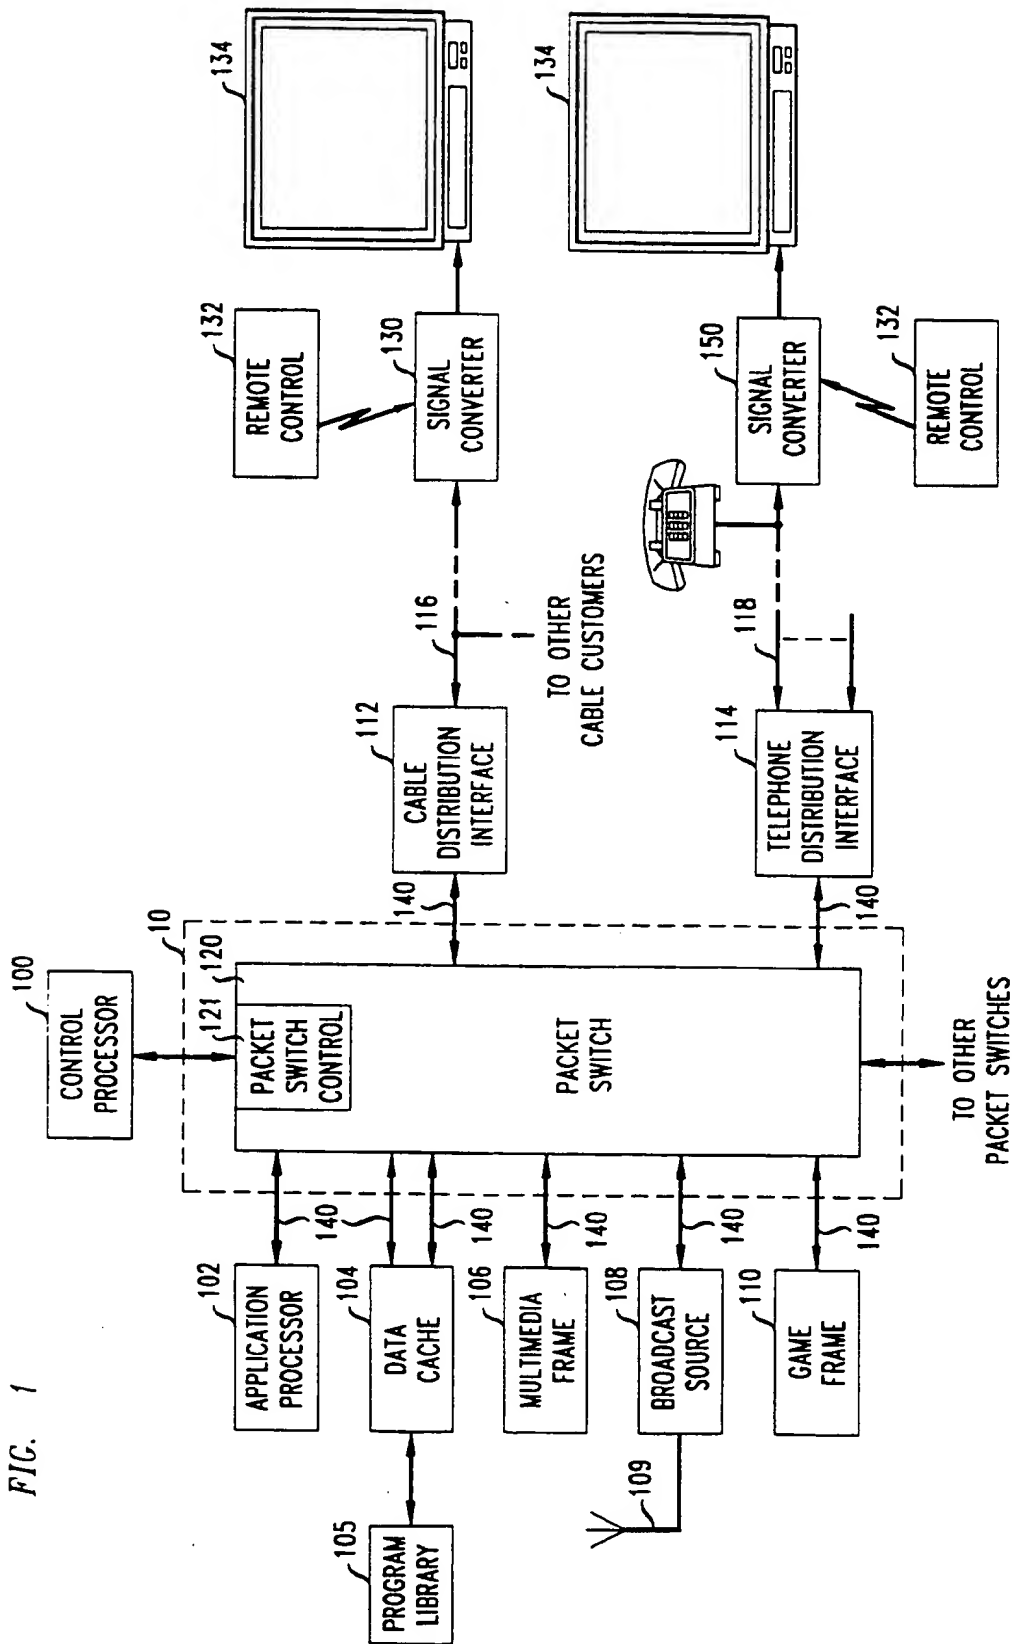 FIG. 1
100
CONTROL
PROCESSOR
10
121
120
PACKET
SWITCH
CONTROL
PACKET
SWITCH
TO OTHER
PACKET SWITCHES
102
APPLICATION
PROCESSOR
140
104
DATA
CACHE
140
140
105
PROGRAM
LIBRARY
106
MULTIMEDIA
FRAME
140
108
BROADCAST
SOURCE
140
109
110
GAME
FRAME
140
140
112
CABLE
DISTRIBUTION
INTERFACE
116
TO OTHER
CABLE CUSTOMERS
132
REMOTE
CONTROL
130
SIGNAL
CONVERTER
134
140
114
TELEPHONE
DISTRIBUTION
INTERFACE
118
150
SIGNAL
CONVERTER
132
REMOTE
CONTROL
134